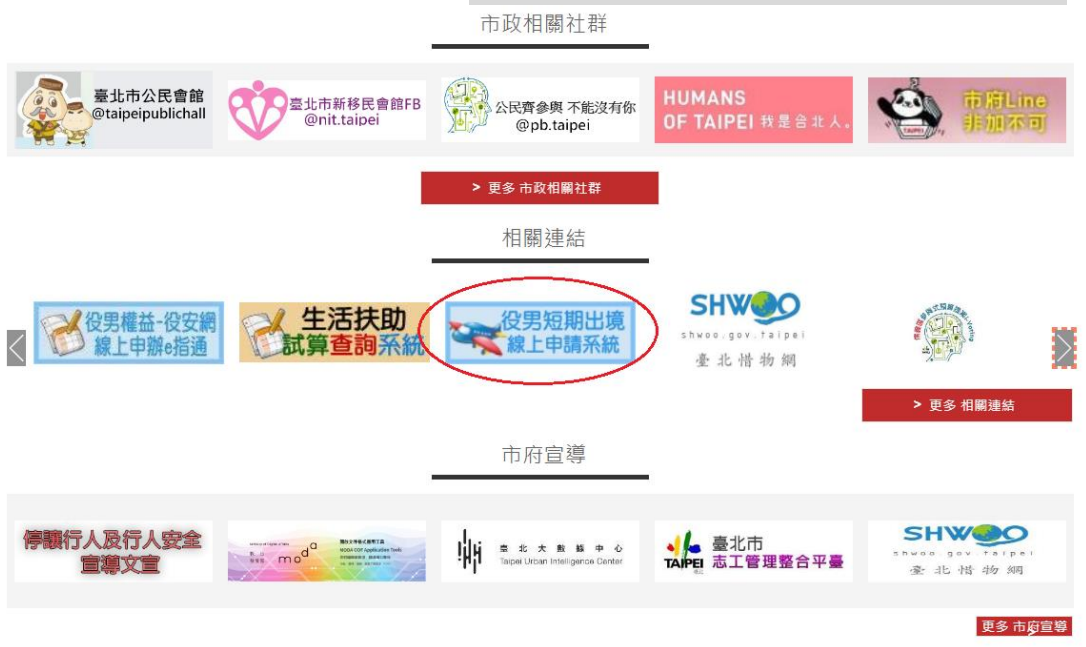 市政相關社群
臺北市公民會館
@taipeipublichall
臺北市新移民會館FB
@nit.taipei
公民齊參與 不能沒有你
@pb.taipei
HUMANS
OF TAIPEI 我是台北人。
TAIPEI
市府Line
非加不可
> 更多 市政相關社群
相關連結
役男權益-役安網
線上申辦e指通
生活扶助
試算查詢系統
役男短期出境
線上申請系統
SHWOO
shwoo.gov.taipei
臺北惜物網
> 更多 相關連結
市府宣導
停讓行人及行人安全
宣導文宣
moda
MODA ODF Application Tools
臺北大數據中心
Taipei Urban Intelligence Center
TAIPEI
臺北市
志工管理整合平臺
SHWOO
shwoo.gov.taipei
臺北惜物網
更多 市府宣導